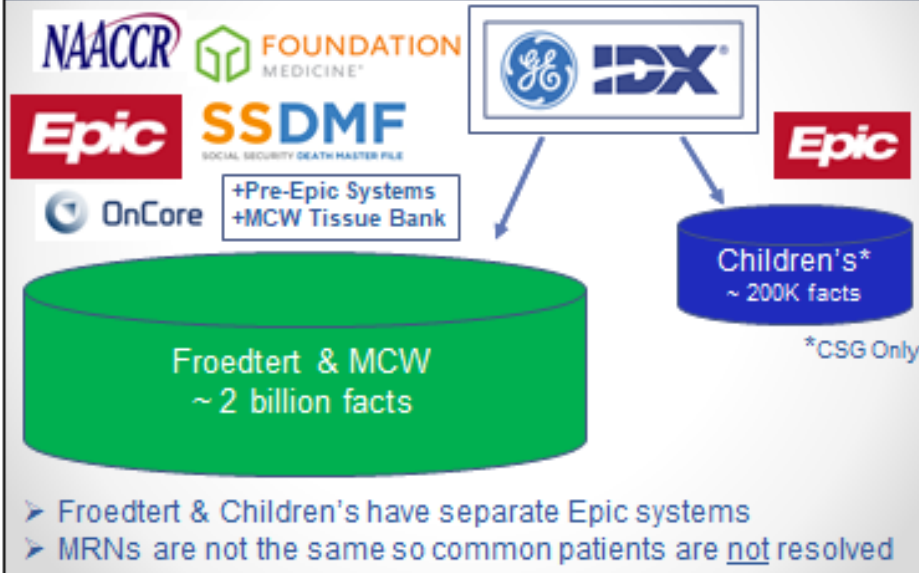 NAACCR
FOUNDATION
MEDICINE®
GE IDX®
Epic
SSDMF
SOCIAL SECURITY DEATH MASTER FILE
Epic
OnCore
+Pre-Epic Systems
+MCW Tissue Bank
Children's*
~ 200K facts
*CSG Only
Froedtert & MCW
~ 2 billion facts
➢ Froedtert & Children's have separate Epic systems
➢ MRNs are not the same so common patients are not resolved